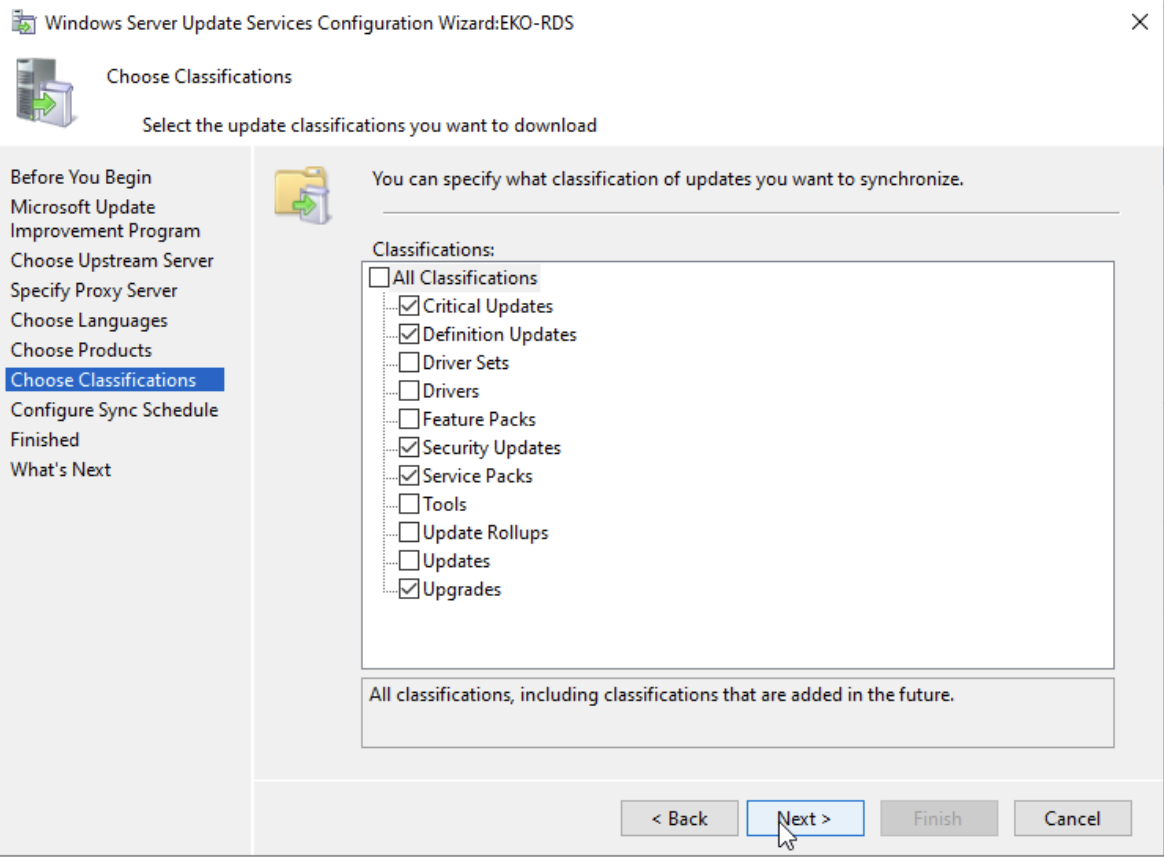 Windows Server Update Services Configuration Wizard:EKO-RDS
Choose Classifications
Select the update classifications you want to download
Before You Begin
Microsoft Update
Improvement Program
Choose Upstream Server
Specify Proxy Server
Choose Languages
Choose Products
Choose Classifications
Configure Sync Schedule
Finished
What's Next
You can specify what classification of updates you want to synchronize.
Classifications:
All Classifications
Critical Updates
Definition Updates
Driver Sets
Drivers
Feature Packs
Security Updates
Service Packs
Tools
Update Rollups
Updates
Upgrades
All classifications, including classifications that are added in the future.
< Back
Next >
Finish
Cancel